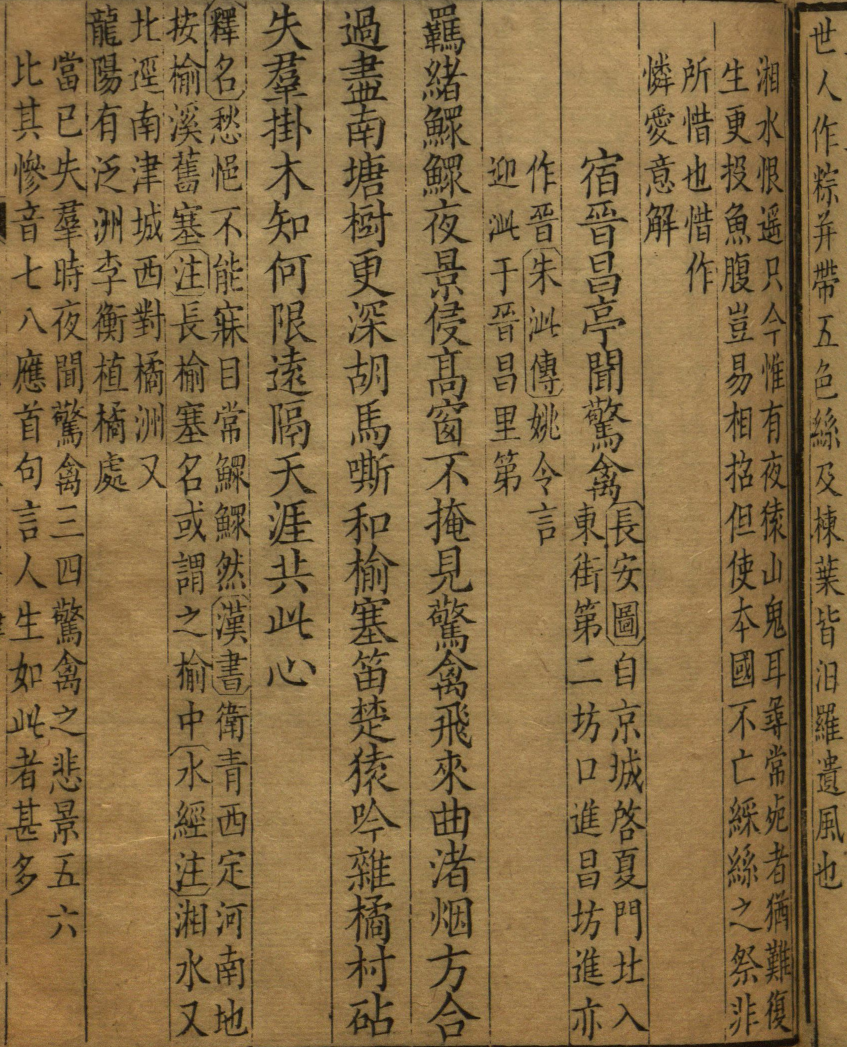 世人作粽并帶五色絲及楝葉皆汨羅遺風也
湘水恨遥只今惟有夜猿山鬼耳尋常死者猶難復
生更投魚腹豈易相招但使本國不亡綵絲之祭非
所惜也惜作
憐愛意解
宿晉昌亭聞驚禽
長安圖自京城啓夏門北入
東街第二坊口進昌坊進亦
作晉朱泚傳姚令言
迎泚于晉昌里第
羈緒鰥鰥夜景侵髙窗不掩見驚禽飛來曲渚烟方合
過盡南塘樹更深胡馬嘶和榆塞笛楚猿吟雜橘村砧
失羣掛木知何限遠隔天涯共此心
釋名愁悒不能寐目常鰥鰥然漢書衛青西定河南地
按榆溪舊塞注長榆塞名或謂之榆中水經注湘水又
北逕南津城西對橘洲又
龍陽有泛洲李衡植橘處
當已失羣時夜聞驚禽三四驚禽之悲景五六
比其慘音七八應首句言人生如此者甚多